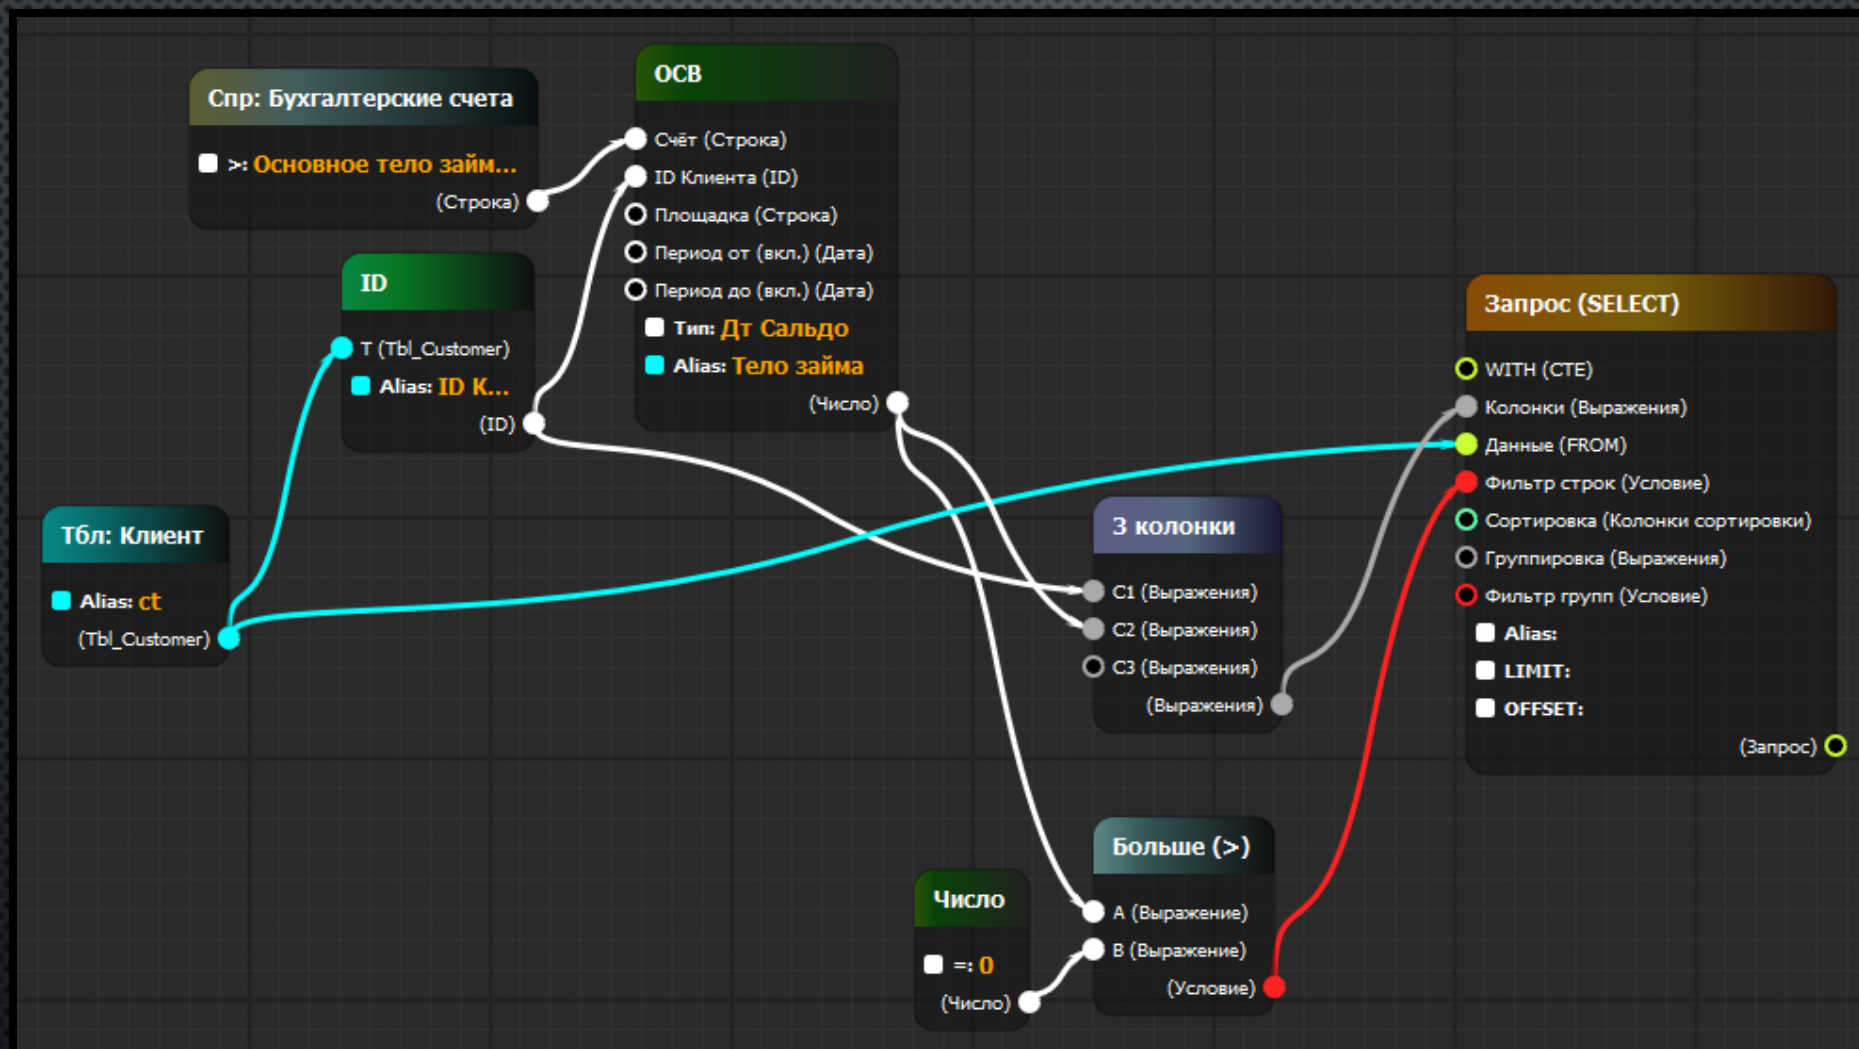 Спр: Бухгалтерские счета
>: Основное тело займ...
(Строка)
ID
T (Tbl_Customer)
Alias: ID К...
(ID)
Тбл: Клиент
Alias: ct
(Tbl_Customer)
ОСВ
Счёт (Строка)
ID Клиента (ID)
Площадка (Строка)
Период от (вкл.) (Дата)
Период до (вкл.) (Дата)
Тип: Дт Сальдо
Alias: Тело займа
(Число)
3 колонки
C1 (Выражения)
C2 (Выражения)
C3 (Выражения)
(Выражения)
Число
=: 0
(Число)
Больше (>)
A (Выражение)
B (Выражение)
(Условие)
Запрос (SELECT)
WITH (CTE)
Колонки (Выражения)
Данные (FROM)
Фильтр строк (Условие)
Сортировка (Колонки сортировки)
Группировка (Выражения)
Фильтр групп (Условие)
Alias:
LIMIT:
OFFSET:
(Запрос)